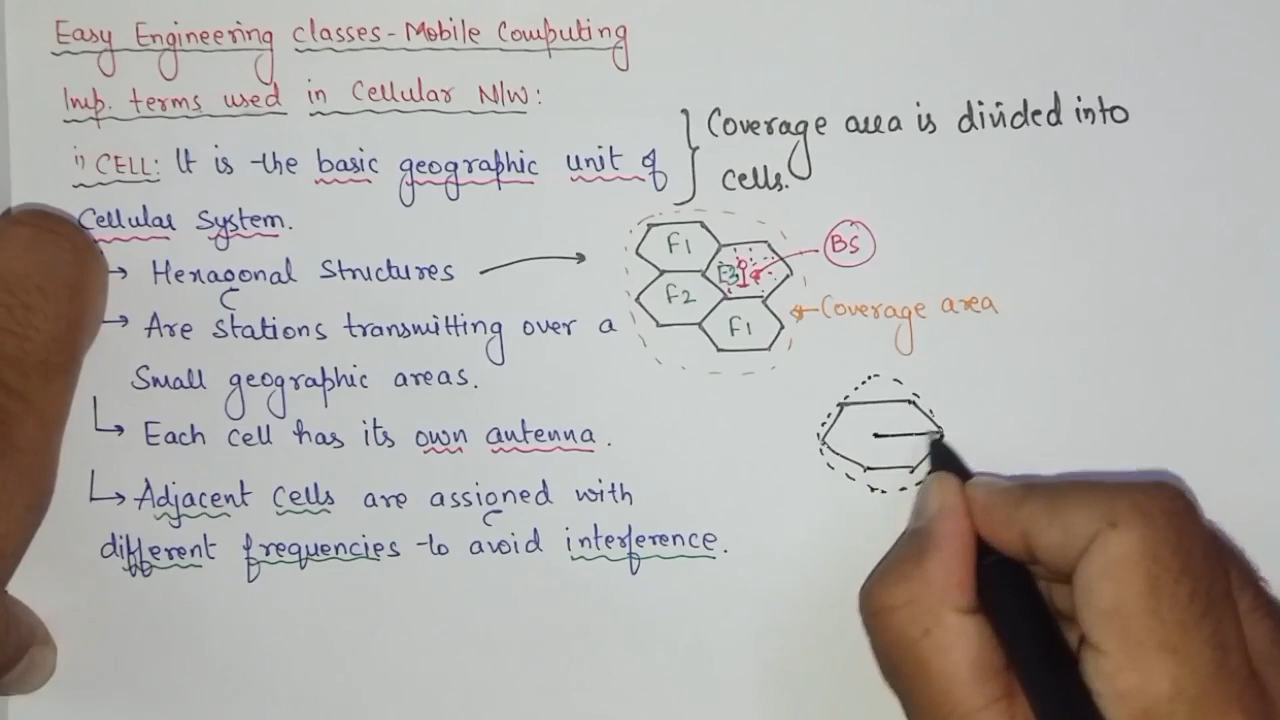 Easy Engineering classes - Mobile Computing
Imp. terms used in Cellular N/W:
i) CELL: It is the basic geographic unit of
Cellular System.
} Coverage area is divided into
cells.
→ Hexagonal Structures →
→ Are stations transmitting over a
Small geographic areas.
↳ Each cell has its own antenna.
↳ Adjacent cells are assigned with
different frequencies to avoid interference.
F1
F2
F3
F1
BS
Coverage area